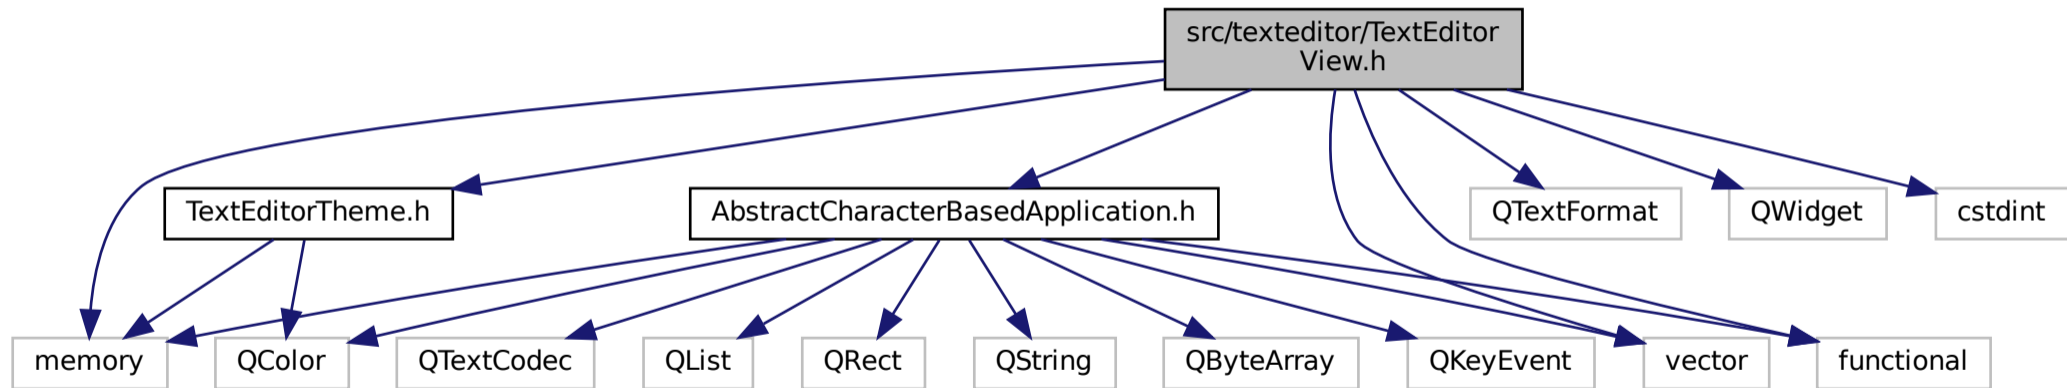 src/texteditor/TextEditor
View.h
TextEditorTheme.h
AbstractCharacterBasedApplication.h
QTextFormat
QWidget
cstdint
memory
QColor
QTextCodec
QList
QRect
QString
QByteArray
QKeyEvent
vector
functional